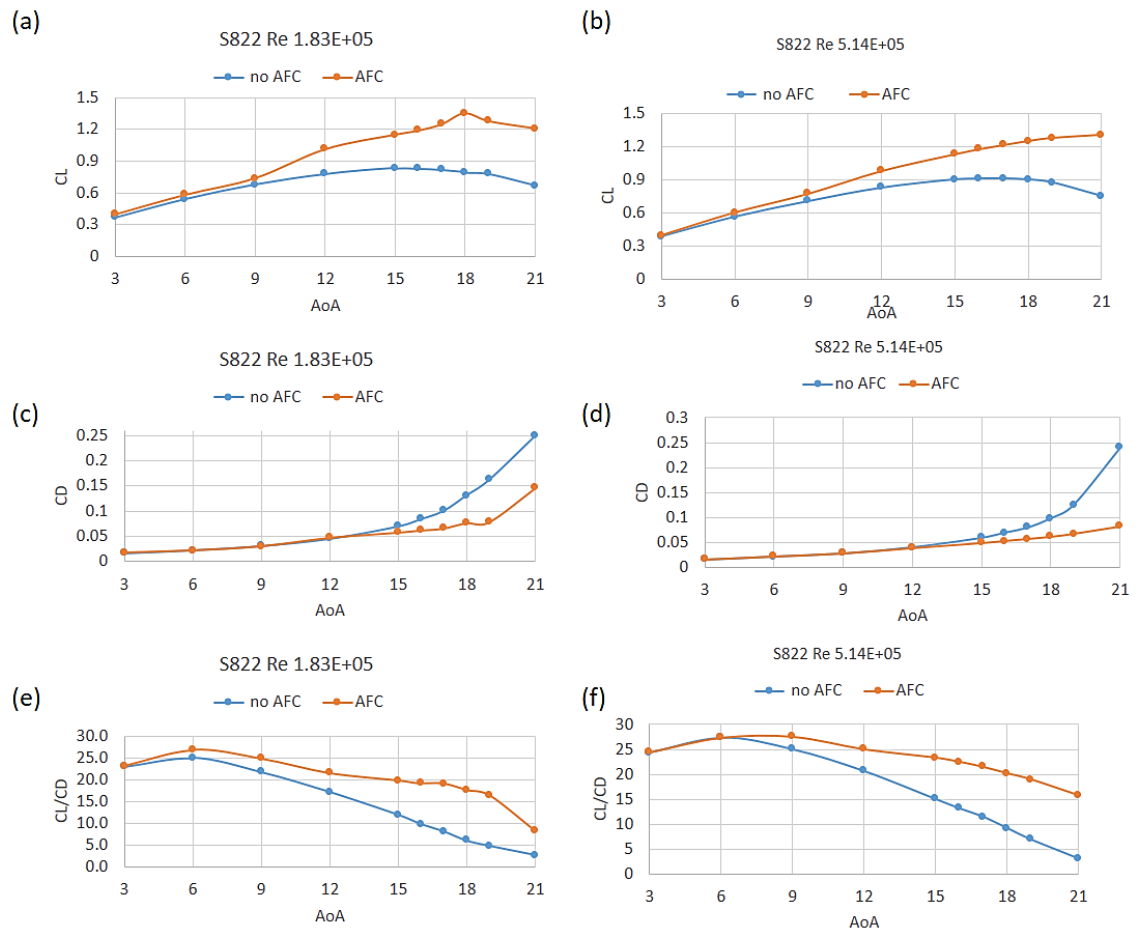 (a)
S822 Re 1.83E+05
no AFC AFC
1.5
1.2
0.9
0.6
0.3
0
CL
3 6 9 12 15 18 21
AoA
(b)
S822 Re 5.14E+05
no AFC AFC
1.5
1.2
0.9
0.6
0.3
0
CL
3 6 9 12 15 18 21
AoA
(c)
S822 Re 1.83E+05
no AFC AFC
0.25
0.2
0.15
0.1
0.05
0
CD
3 6 9 12 15 18 21
AoA
(d)
S822 Re 5.14E+05
no AFC AFC
0.3
0.25
0.2
0.15
0.1
0.05
0
CD
3 6 9 12 15 18 21
AoA
(e)
S822 Re 1.83E+05
no AFC AFC
30.0
25.0
20.0
15.0
10.0
5.0
0.0
CL/CD
3 6 9 12 15 18 21
AoA
(f)
S822 Re 5.14E+05
no AFC AFC
30
25
20
15
10
5
0
CL/CD
3 6 9 12 15 18 21
AoA